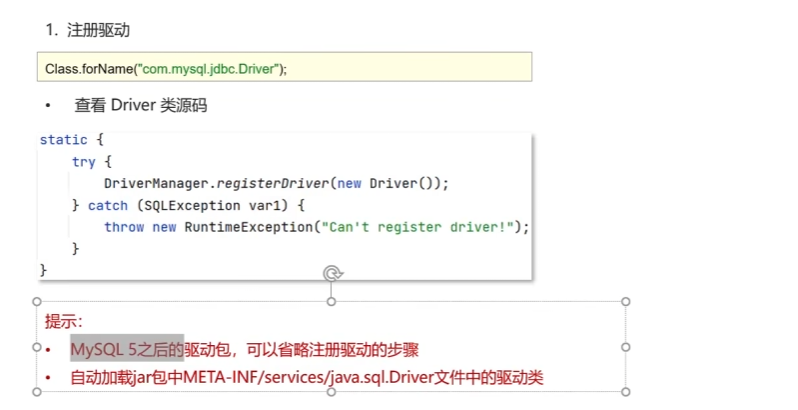 1. 注册驱动
Class.forName("com.mysql.jdbc.Driver");
• 查看 Driver 类源码
static {
    try {
        DriverManager.registerDriver(new Driver());
    } catch (SQLException var1) {
        throw new RuntimeException("Can't register driver!");
    }
}
提示：
• MySQL 5之后的驱动包，可以省略注册驱动的步骤
• 自动加载jar包中META-INF/services/java.sql.Driver文件中的驱动类